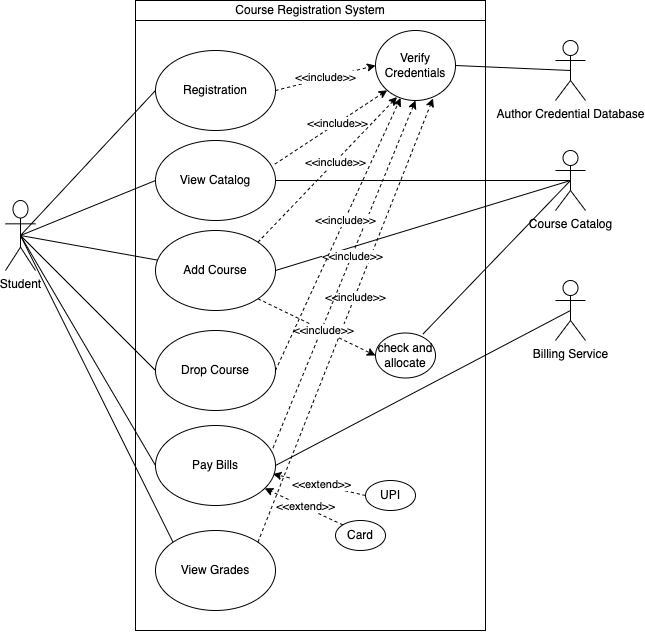 Course Registration System
Verify
Credentials
Registration
<<include>>
Author Credential Database
<<include>>
<<include>>
View Catalog
<<include>>
Course Catalog
Student
Add Course
<<include>>
<<include>>
<<include>>
check and
allocate
Billing Service
Drop Course
Pay Bills
<<extend>>
UPI
<<extend>>
Card
View Grades